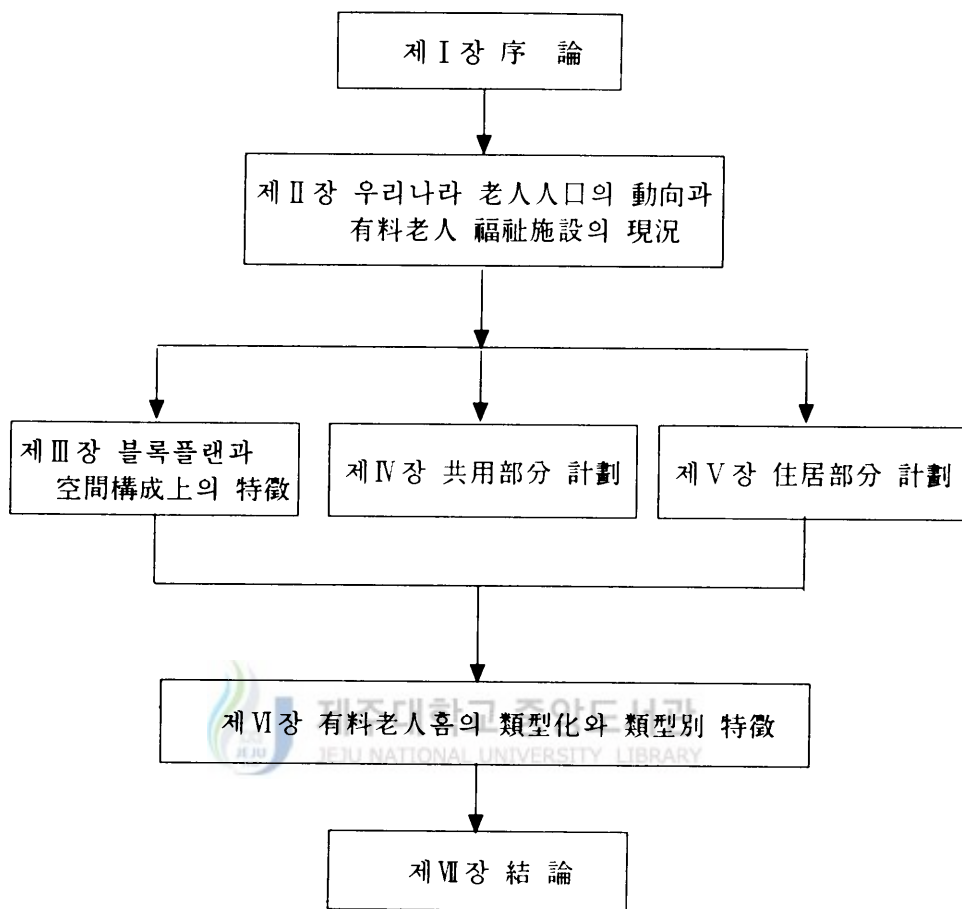 제Ⅰ장 序 論
제Ⅱ장 우리나라 老人人口의 動向과
有料老人 福祉施設의 現況
제Ⅲ장 블록플랜과
空間構成上의 特徵
제Ⅳ장 共用部分 計劃
제Ⅴ장 住居部分 計劃
제Ⅵ장 有料老人홈의 類型化와 類型別 特徵
제주대학교 중앙도서관
JEJU NATIONAL UNIVERSITY LIBRARY
JEJU
제Ⅶ장 結 論